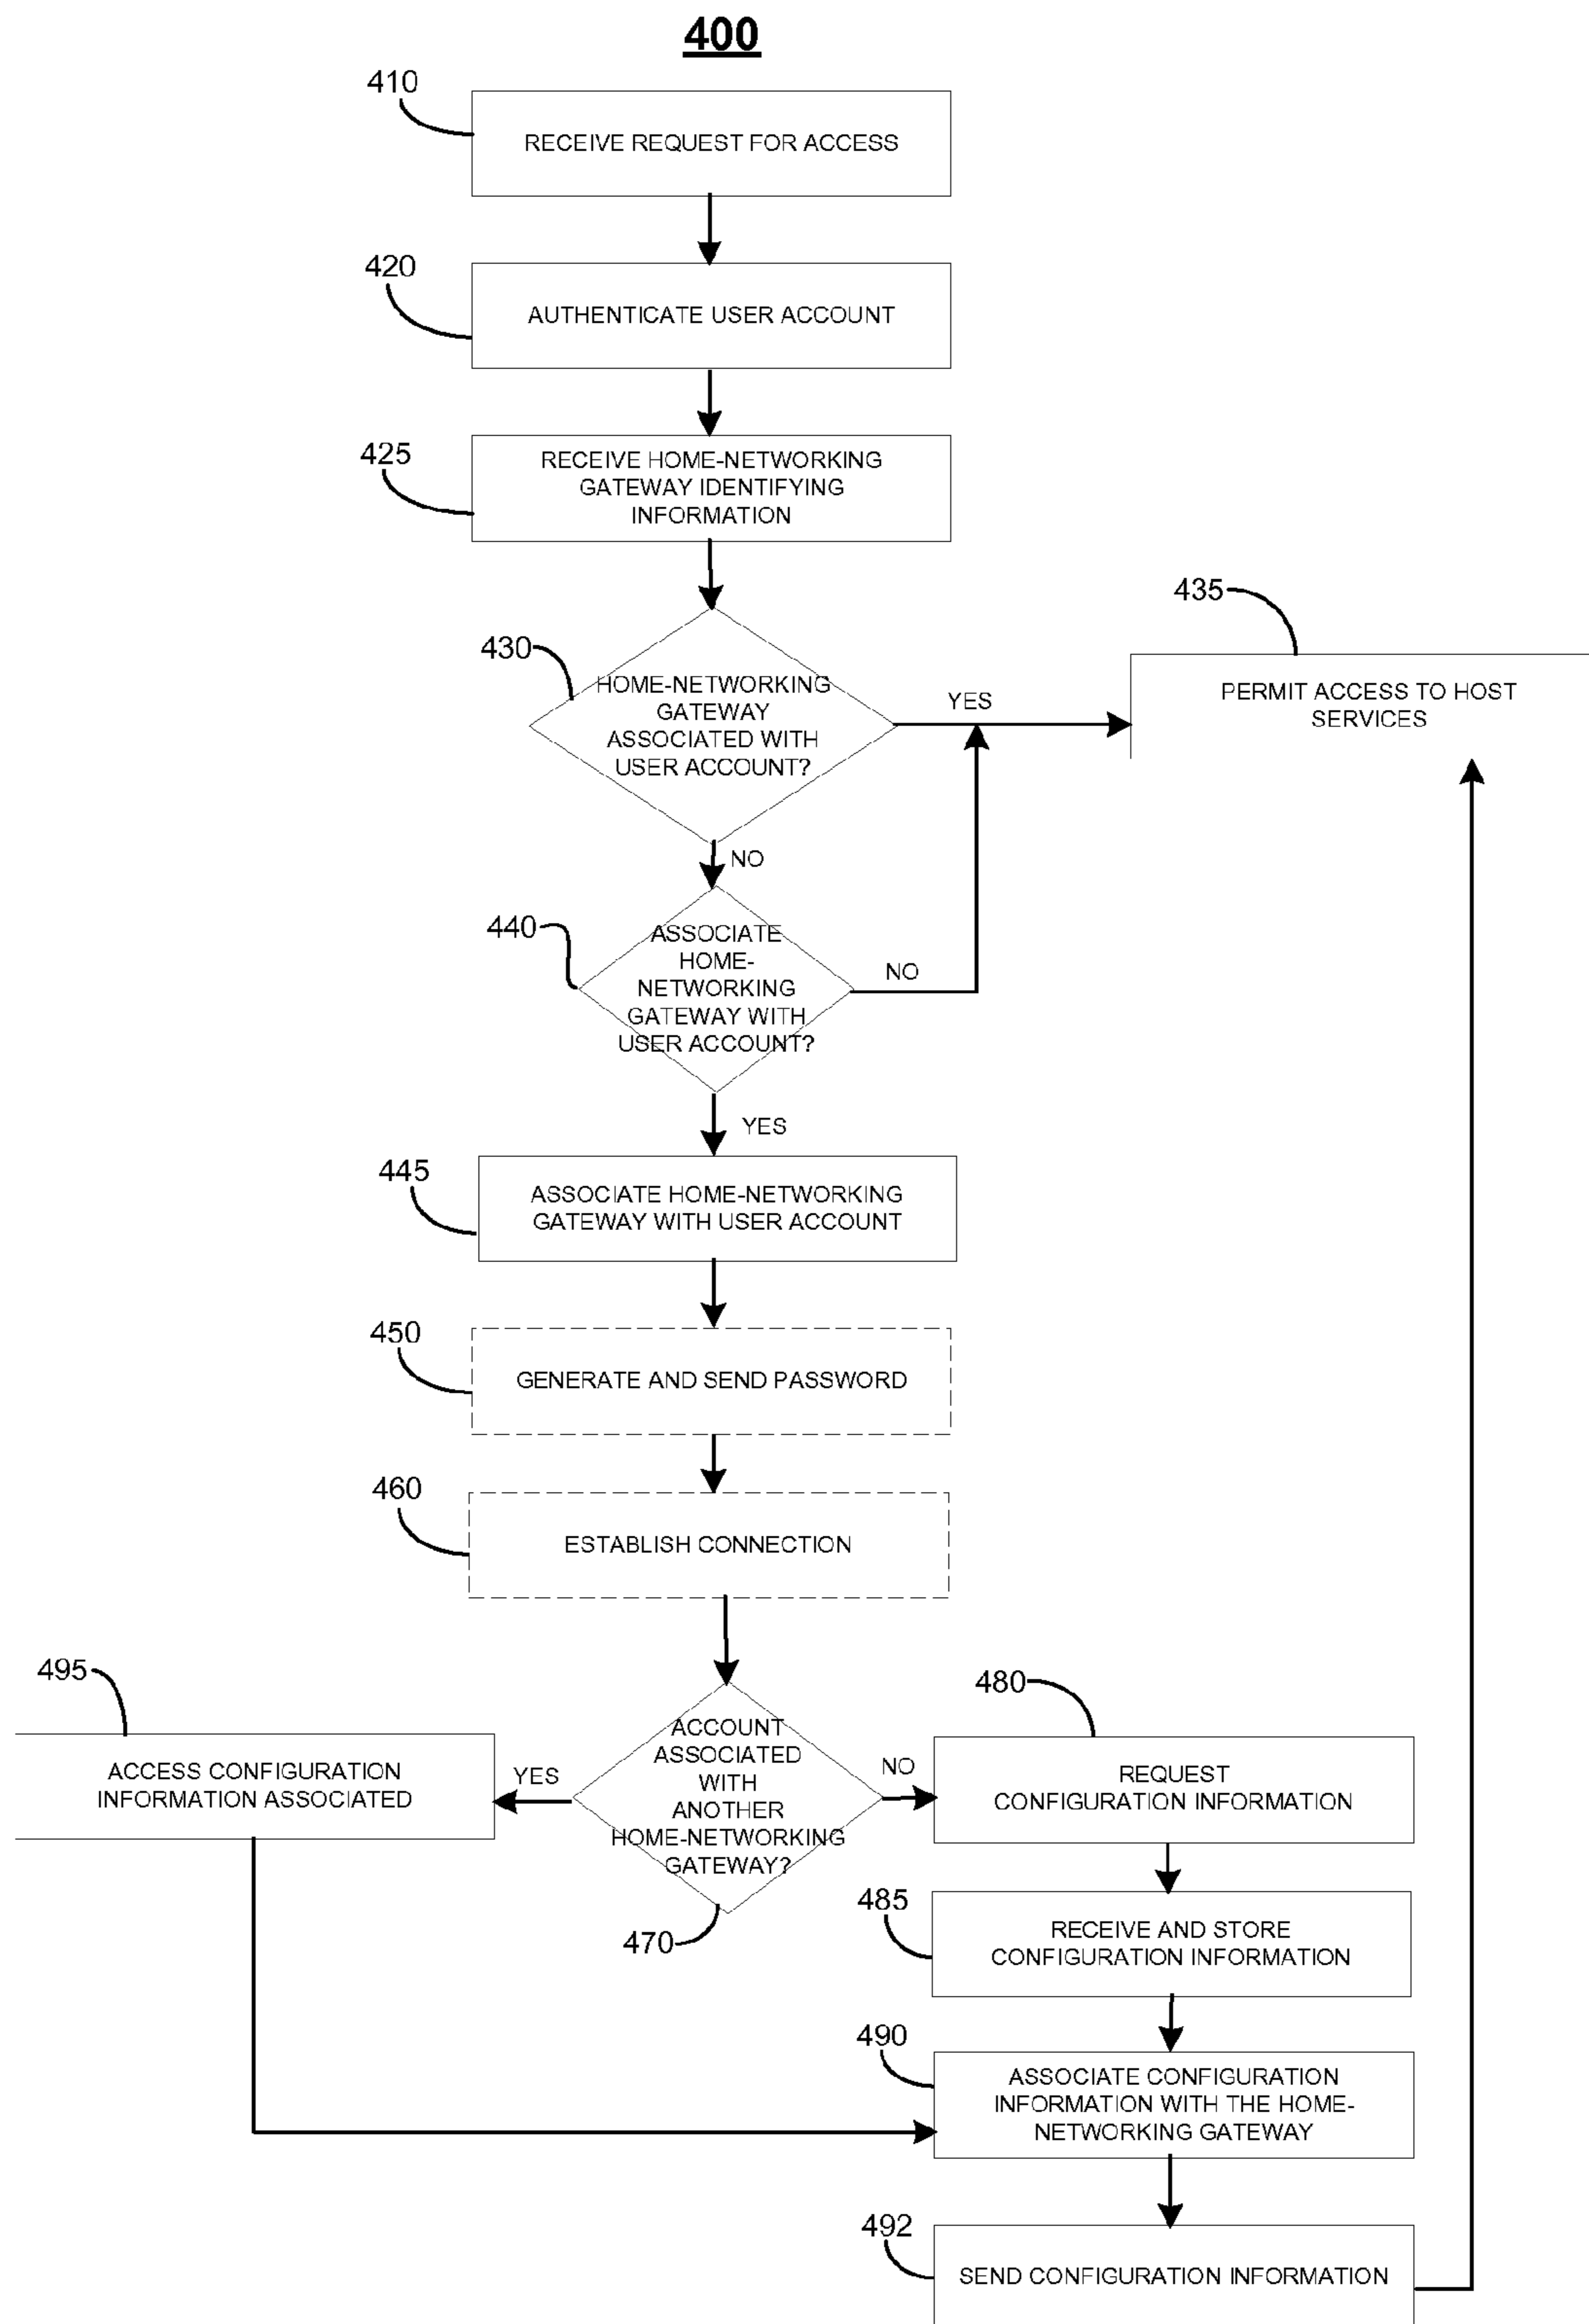 400
410
RECEIVE REQUEST FOR ACCESS
420
AUTHENTICATE USER ACCOUNT
425
RECEIVE HOME-NETWORKING
GATEWAY IDENTIFYING
INFORMATION
435
430
HOME-NETWORKING
GATEWAY
ASSOCIATED WITH
USER ACCOUNT?
YES
PERMIT ACCESS TO HOST
SERVICES
NO
440
ASSOCIATE
HOME-
NETWORKING
GATEWAY WITH
USER ACCOUNT?
NO
YES
445
ASSOCIATE HOME-NETWORKING
GATEWAY WITH USER ACCOUNT
450
GENERATE AND SEND PASSWORD
460
ESTABLISH CONNECTION
495
ACCESS CONFIGURATION
INFORMATION ASSOCIATED
YES
ACCOUNT
ASSOCIATED
WITH
ANOTHER
HOME-NETWORKING
GATEWAY?
470
NO
480
REQUEST
CONFIGURATION INFORMATION
485
RECEIVE AND STORE
CONFIGURATION INFORMATION
490
ASSOCIATE CONFIGURATION
INFORMATION WITH THE HOME-
NETWORKING GATEWAY
492
SEND CONFIGURATION INFORMATION